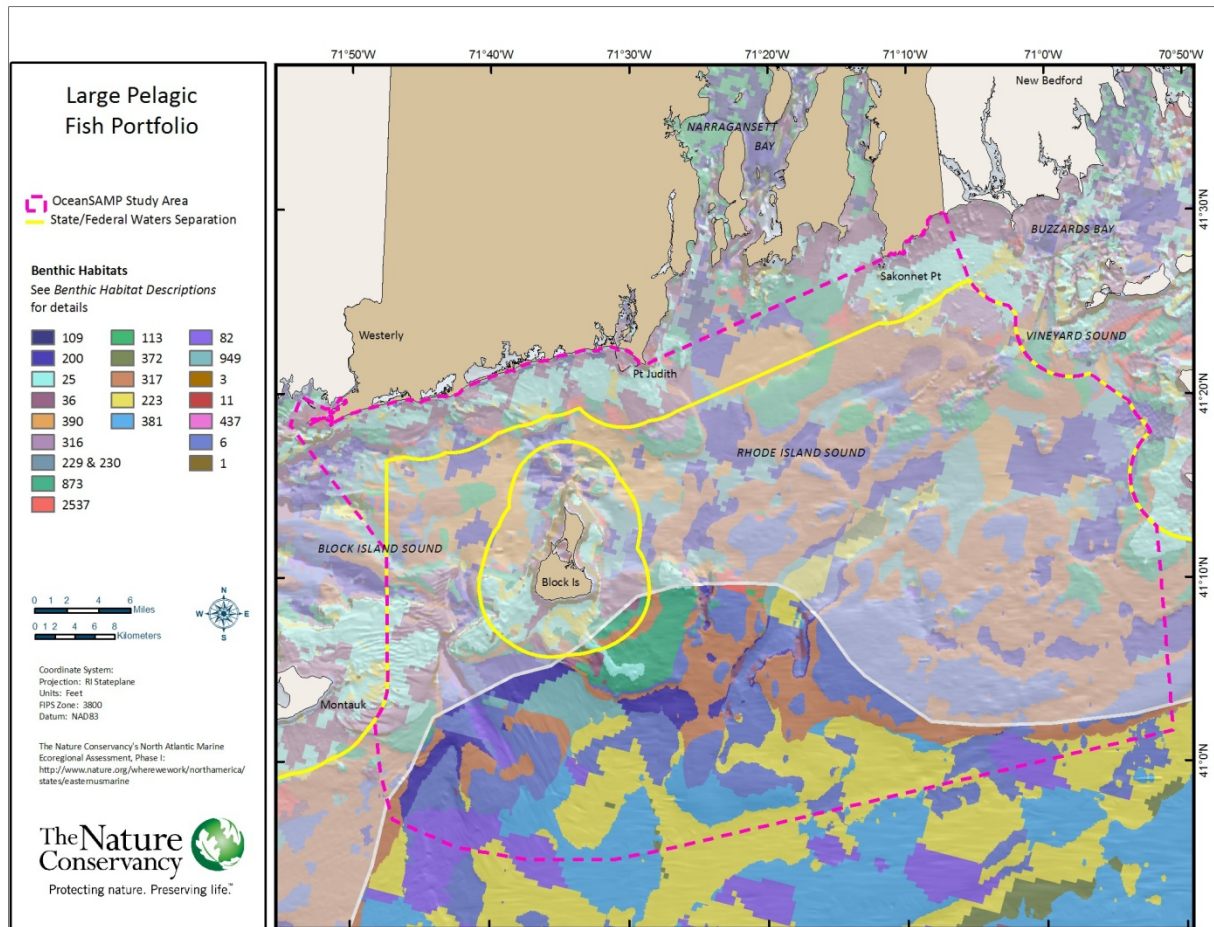 Large Pelagic
Fish Portfolio
OceanSAMP Study Area
State/Federal Waters Separation
Benthic Habitats
See Benthic Habitat Descriptions
for details
109
200
25
36
390
316
229 & 230
873
2537
113
372
317
223
381
82
949
3
11
437
6
1
0 1 2 4 6
Miles
0 1 2 4 6 8
Kilometers
N
W E
S
Coordinate System:
Projection: RI Stateplane
Units: Feet
FIPS Zone: 3800
Datum: NAD83
The Nature Conservancy's North Atlantic Marine
Ecoregional Assessment, Phase I:
http://www.nature.org/wherewework/northamerica/
states/easternusmarine
The Nature
Conservancy
Protecting nature. Preserving life.™
71°50'W 71°40'W 71°30'W 71°20'W 71°10'W 71°0'W 70°50'W
New Bedford
NARRAGANSETT
BAY
41°30'N
BUZZARDS BAY
Sakonnet Pt
Westerly
VINEYARD SOUND
Pt Judith
41°20'N
RHODE ISLAND SOUND
BLOCK ISLAND SOUND
Block Is
41°10'N
Montauk
41°0'N